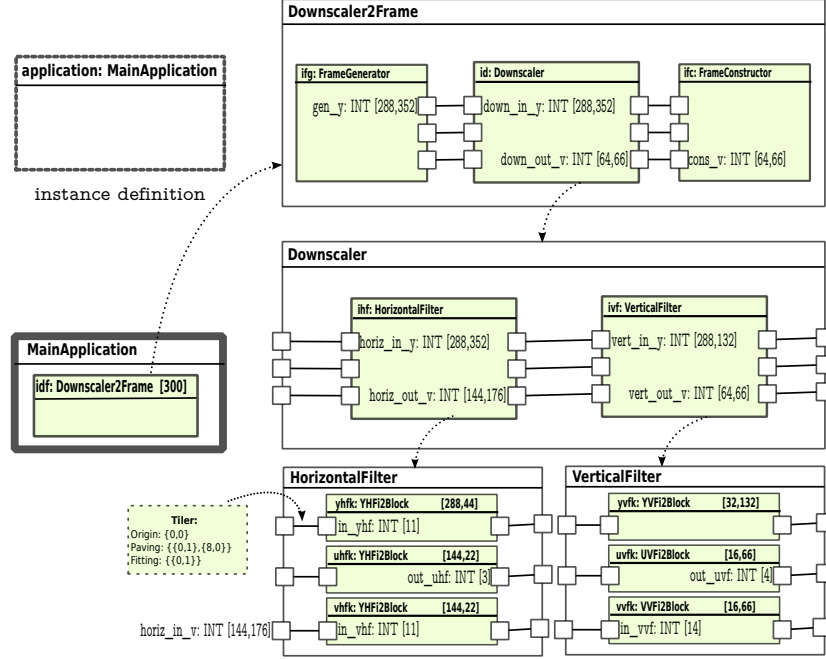 Downscaler2Frame
application: MainApplication
ifg: FrameGenerator
id: Downscaler
ifc: FrameConstructor
gen_y: INT [288,352]
down_in_y: INT [288,352]
down_out_v: INT [64,66]
cons_v: INT [64,66]
instance definition
Downscaler
ihf: HorizontalFilter
ivf: VerticalFilter
horiz_in_y: INT [288,352]
vert_in_y: INT [288,132]
horiz_out_v: INT [144,176]
vert_out_v: INT [64,66]
MainApplication
idf: Downscaler2Frame [300]
HorizontalFilter
yhfk: YHFi2Block [288,44]
in_yhf: INT [11]
uhfk: YHFi2Block [144,22]
out_uhf: INT [3]
vhfk: YHFi2Block [144,22]
in_vhf: INT [11]
Tiler:
Origin: {0,0}
Paving: {{0,1},{8,0}}
Fitting: {{0,1}}
horiz_in_v: INT [144,176]
VerticalFilter
yvfk: YVFi2Block [32,132]
uvfk: UVFi2Block [16,66]
out_uvf: INT [4]
vvfk: VVFi2Block [16,66]
in_vvf: INT [14]